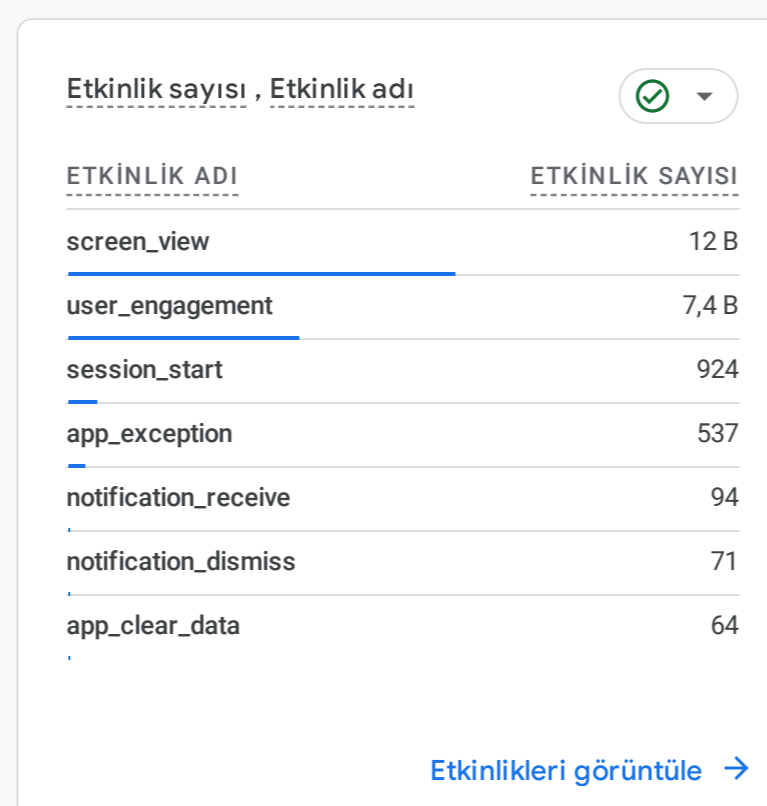 Etkinlik sayısı , Etkinlik adı
ETKİNLİK ADI ETKİNLİK SAYISI
screen_view 12 B
user_engagement 7,4 B
session_start 924
app_exception 537
notification_receive 94
notification_dismiss 71
app_clear_data 64
Etkinlikleri görüntüle